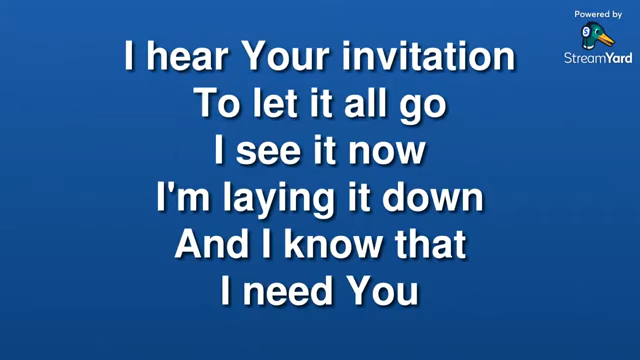 Powered by
StreamYard
I hear Your invitation
To let it all go
I see it now
I'm laying it down
And I know that
I need You